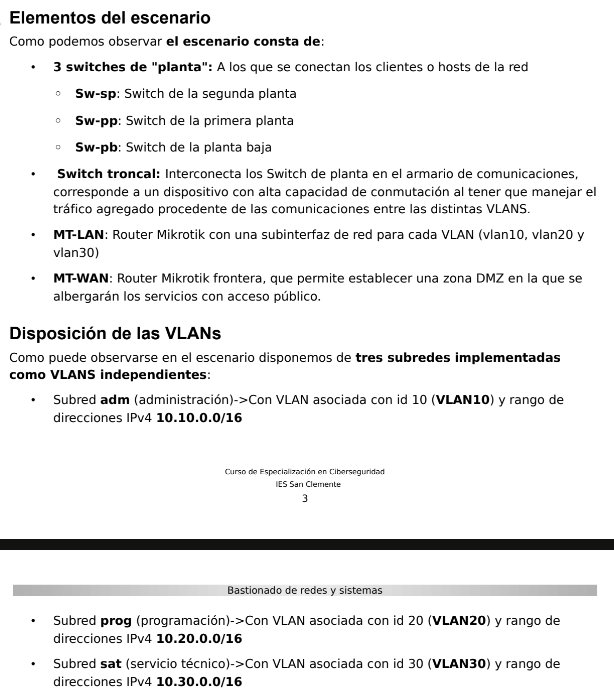 Elementos del escenario
Como podemos observar el escenario consta de:
• 3 switches de "planta": A los que se conectan los clientes o hosts de la red
◦ Sw-sp: Switch de la segunda planta
◦ Sw-pp: Switch de la primera planta
◦ Sw-pb: Switch de la planta baja
• Switch troncal: Interconecta los Switch de planta en el armario de comunicaciones,
corresponde a un dispositivo con alta capacidad de conmutación al tener que manejar el
tráfico agregado procedente de las comunicaciones entre las distintas VLANS.
• MT-LAN: Router Mikrotik con una subinterfaz de red para cada VLAN (vlan10, vlan20 y
vlan30)
• MT-WAN: Router Mikrotik frontera, que permite establecer una zona DMZ en la que se
albergarán los servicios con acceso público.
Disposición de las VLANs
Como puede observarse en el escenario disponemos de tres subredes implementadas
como VLANS independientes:
• Subred adm (administración)->Con VLAN asociada con id 10 (VLAN10) y rango de
direcciones IPv4 10.10.0.0/16
Curso de Especialización en Ciberseguridad
IES San Clemente
3
Bastionado de redes y sistemas
• Subred prog (programación)->Con VLAN asociada con id 20 (VLAN20) y rango de
direcciones IPv4 10.20.0.0/16
• Subred sat (servicio técnico)->Con VLAN asociada con id 30 (VLAN30) y rango de
direcciones IPv4 10.30.0.0/16